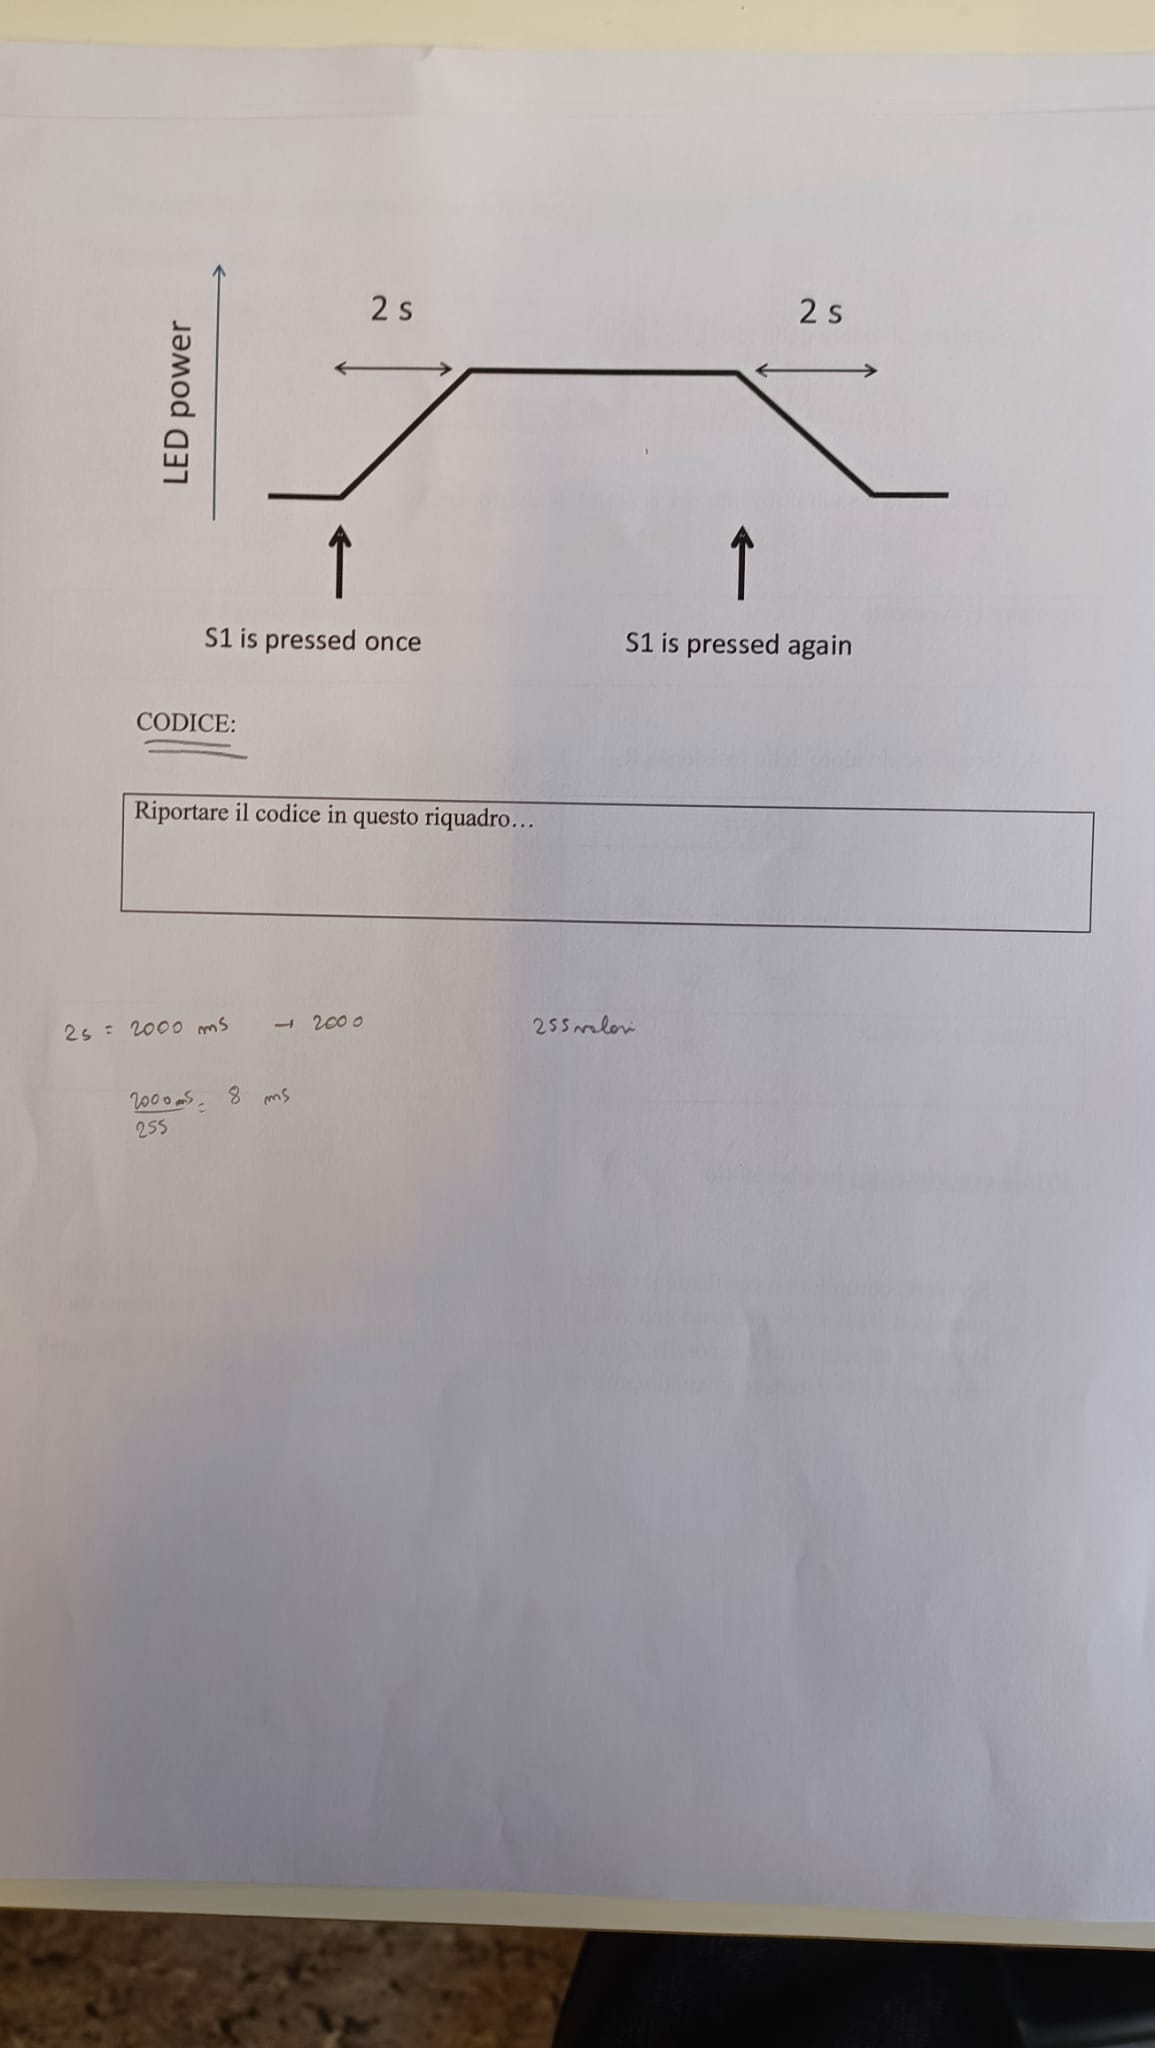 2 s
2 s
LED power
S1 is pressed once
S1 is pressed again
CODICE:
Riportare il codice in questo riquadro...
2s = 2000 ms → 2000
255 valori
2000 ms
255
= 8 ms